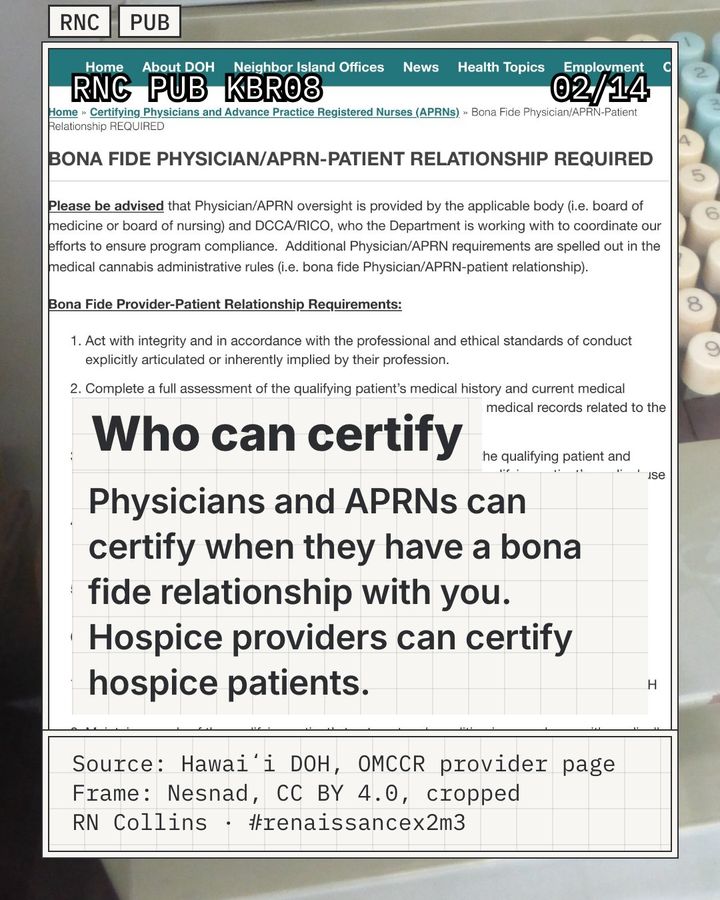 RNC PUB
Home About DOH Neighbor Island Offices News Health Topics Employment
RNC PUB KBR08 02/14
Home » Certifying Physicians and Advance Practice Registered Nurses (APRNs) » Bona Fide Physician/APRN-Patient
Relationship REQUIRED
BONA FIDE PHYSICIAN/APRN-PATIENT RELATIONSHIP REQUIRED
Please be advised that Physician/APRN oversight is provided by the applicable body (i.e. board of
medicine or board of nursing) and DCCA/RICO, who the Department is working with to coordinate our
efforts to ensure program compliance. Additional Physician/APRN requirements are spelled out in the
medical cannabis administrative rules (i.e. bona fide Physician/APRN-patient relationship).
Bona Fide Provider-Patient Relationship Requirements:
1. Act with integrity and in accordance with the professional and ethical standards of conduct
explicitly articulated or inherently implied by their profession.
2. Complete a full assessment of the qualifying patient's medical history and current medical
medical records related to the
the qualifying patient and
use
Who can certify
Physicians and APRNs can
certify when they have a bona
fide relationship with you.
Hospice providers can certify
hospice patients.
H
Source: Hawaiʻi DOH, OMCCR provider page
Frame: Nesnad, CC BY 4.0, cropped
RN Collins · #renaissancex2m3
1
2
4
5
6
8
9